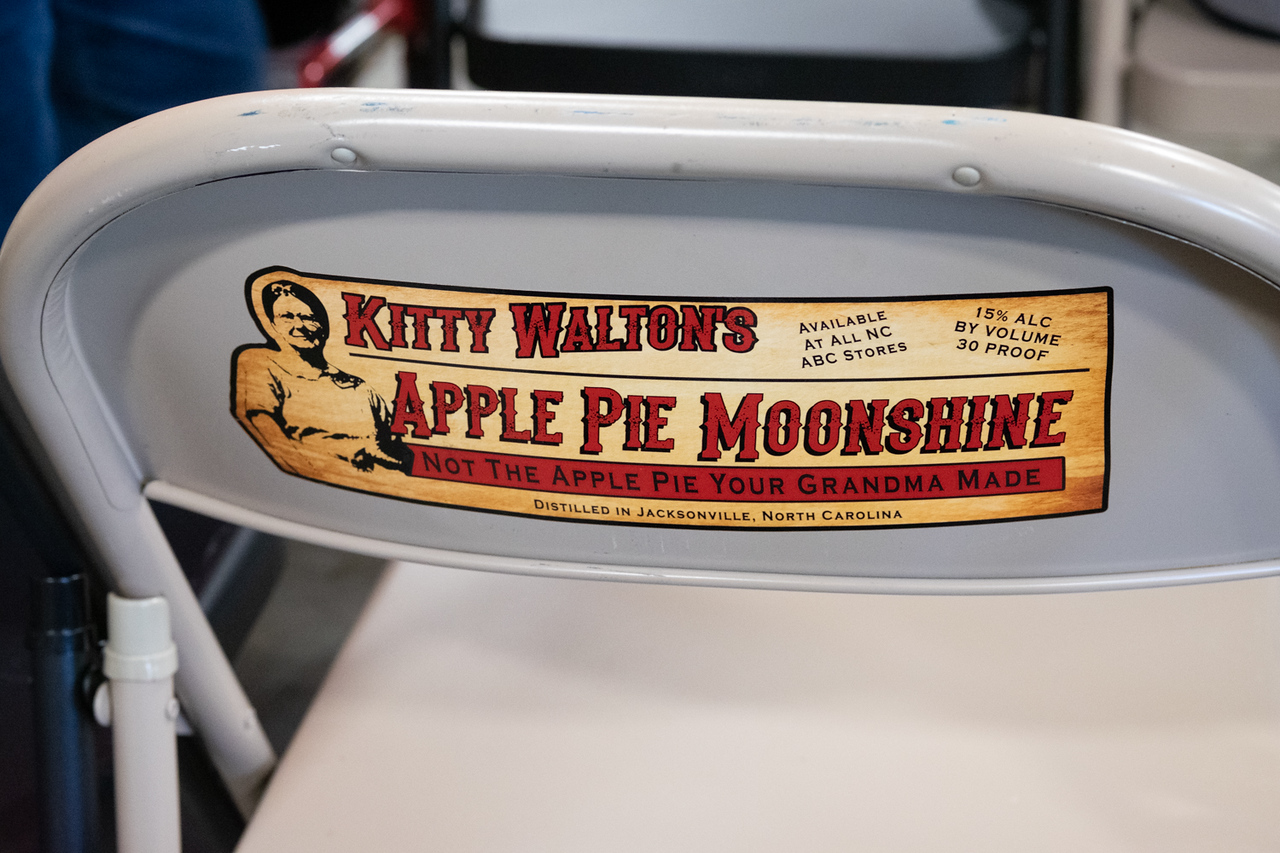 Kitty Walton's
Available
at all NC
ABC Stores
15% ALC
by Volume
30 Proof
Apple Pie Moonshine
Not The Apple Pie Your Grandma Made
Distilled in Jacksonville, North Carolina